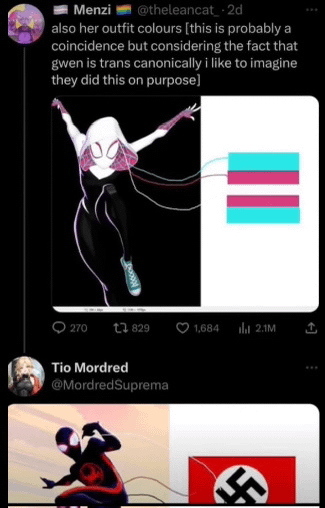 Menzi @theleancat_ · 2d
also her outfit colours [this is probably a
coincidence but considering the fact that
gwen is trans canonically i like to imagine
they did this on purpose]
270 829 1,684 2.1M
Tio Mordred
@MordredSuprema